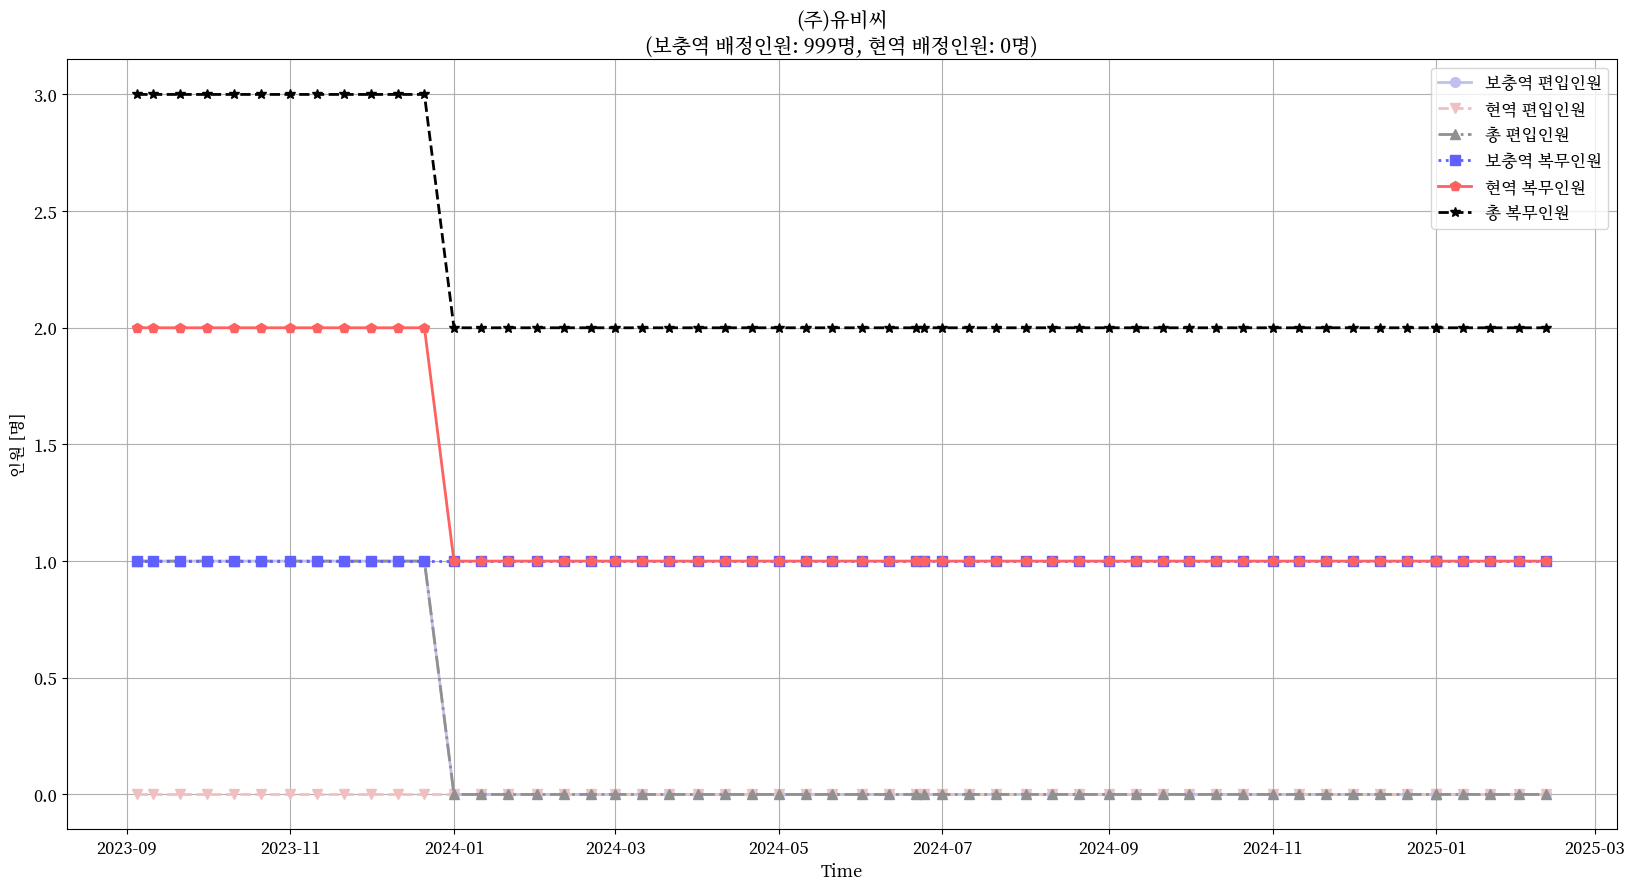 (주)유비씨
(보충역 배정인원: 999명, 현역 배정인원: 0명)
보충역 편입인원
현역 편입인원
총 편입인원
보충역 복무인원
현역 복무인원
총 복무인원
인원 [명]
3.0
2.5
2.0
1.5
1.0
0.5
0.0
2023-09 2023-11 2024-01 2024-03 2024-05 2024-07 2024-09 2024-11 2025-01 2025-03
Time